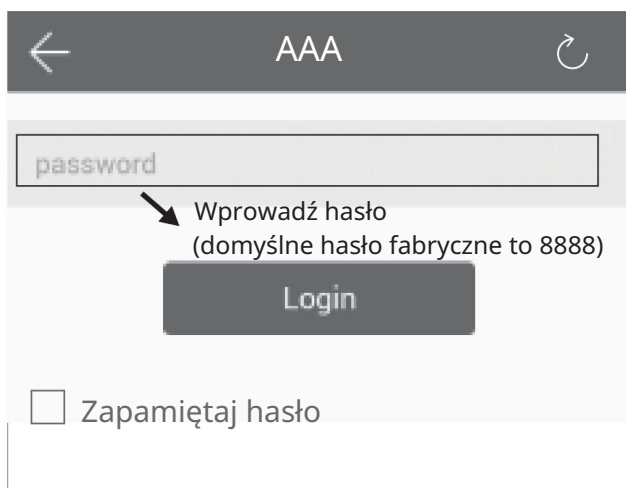 AAA
password
Wprowadź hasło
(domyślne hasło fabryczne to 8888)
Login
Zapamiętaj hasło